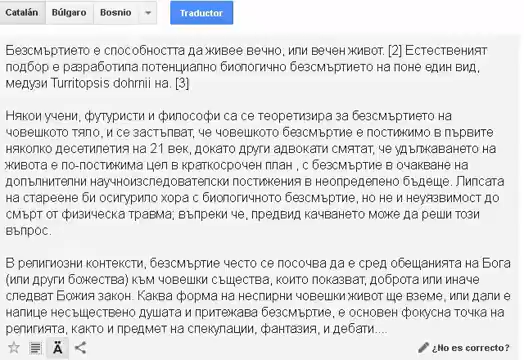 Catalán Búlgaro Bosnio Traductor
Безсмъртието е способността да живее вечно, или вечен живот. [2] Естественият
подбор е разработила потенциално биологично безсмъртието на поне един вид,
медузи Turritopsis dohrnii на. [3]
Някои учени, футуристи и философи са се теоретизира за безсмъртието на
човешкото тяло, и се застъпват, че човешкото безсмъртие е постижимо в първите
няколко десетилетия на 21 век, докато други адвокати смятат, че удължаването на
живота е по-постижима цел в краткосрочен план , с безсмъртие в очакване на
допълнителни научноизследователски постижения в неопределено бъдеще. Липсата
на стареене би осигурило хора с биологичното безсмъртие, но не и неуязвимост до
смърт от физическа травма; въпреки че, предвид качването може да реши този
въпрос.
В религиозни контексти, безсмъртие често се посочва да е сред обещанията на Бога
(или други божества) към човешки същества, които показват, доброта или иначе
следват Божия закон. Каква форма на неспирни човешки живот ще вземе, или дали е
налице несъществено душата и притежава безсмъртие, е основен фокусна точка на
религията, както и предмет на спекулации, фантазия, и дебати....
Ä ¿No es correcto?